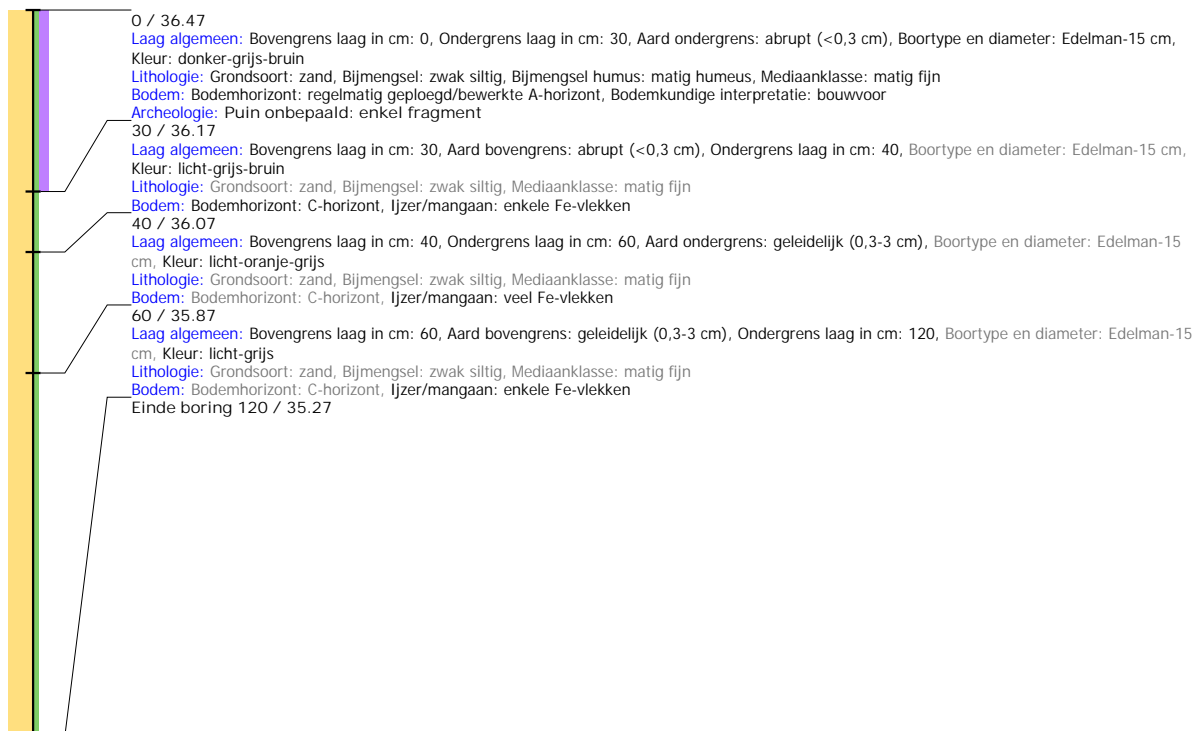 0 / 36.47
Laag algemeen: Bovengrens laag in cm: 0, Ondergrens laag in cm: 30, Aard ondergrens: abrupt (<0,3 cm), Boortype en diameter: Edelman-15 cm,
Kleur: donker-grijs-bruin
Lithologie: Grondsoort: zand, Bijmengsel: zwak siltig, Bijmengsel humus: matig humeus, Mediaanklasse: matig fijn
Bodem: Bodemhorizont: regelmatig geploegd/bewerkte A-horizont, Bodemkundige interpretatie: bouwvoor
Archeologie: Puin onbepaald: enkel fragment
30 / 36.17
Laag algemeen: Bovengrens laag in cm: 30, Aard bovengrens: abrupt (<0,3 cm), Ondergrens laag in cm: 40, Boortype en diameter: Edelman-15 cm,
Kleur: licht-grijs-bruin
Lithologie: Grondsoort: zand, Bijmengsel: zwak siltig, Mediaanklasse: matig fijn
Bodem: Bodemhorizont: C-horizont, Ijzer/mangaan: enkele Fe-vlekken
40 / 36.07
Laag algemeen: Bovengrens laag in cm: 40, Ondergrens laag in cm: 60, Aard ondergrens: geleidelijk (0,3-3 cm), Boortype en diameter: Edelman-15
cm, Kleur: licht-oranje-grijs
Lithologie: Grondsoort: zand, Bijmengsel: zwak siltig, Mediaanklasse: matig fijn
Bodem: Bodemhorizont: C-horizont, Ijzer/mangaan: veel Fe-vlekken
60 / 35.87
Laag algemeen: Bovengrens laag in cm: 60, Aard bovengrens: geleidelijk (0,3-3 cm), Ondergrens laag in cm: 120, Boortype en diameter: Edelman-15
cm, Kleur: licht-grijs
Lithologie: Grondsoort: zand, Bijmengsel: zwak siltig, Mediaanklasse: matig fijn
Bodem: Bodemhorizont: C-horizont, Ijzer/mangaan: enkele Fe-vlekken
Einde boring 120 / 35.27